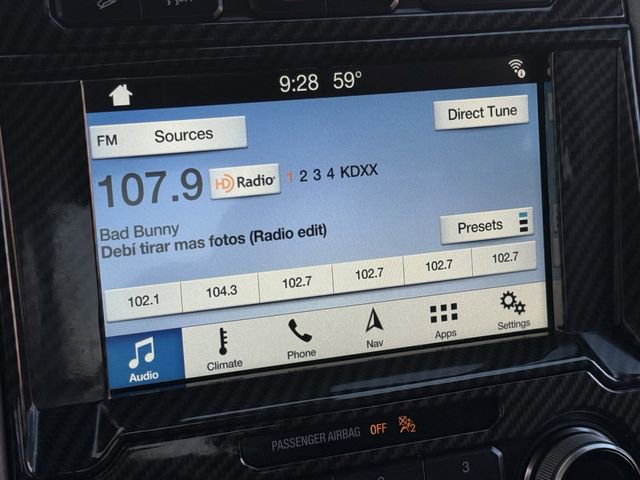 9:28 59°
FM Sources
Direct Tune
107.9 HD Radio 1 2 3 4 KDXX
Bad Bunny
Debí tirar mas fotos (Radio edit)
Presets
102.1 104.3 102.7 102.7 102.7 102.7
Audio Climate Phone Nav Apps Settings
PASSENGER AIRBAG OFF
2 3